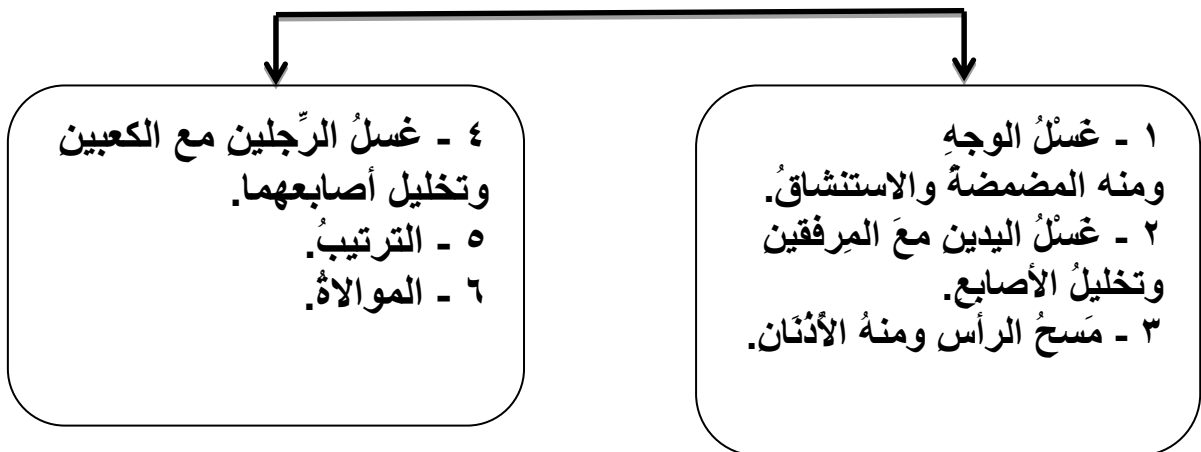 ١ - غَسْلُ الوجهِ
ومنه المضمضةُ والاستنشاقُ.
٢ - غَسْلُ اليدينِ معَ المِرفقينِ
وتخليلُ الأصابعِ.
٣ - مَسحُ الرأسِ ومنهُ الأُذُنَانِ.
٤ - غسلُ الرِّجلينِ مع الكعبينِ
وتخليل أصابعهما.
٥ - الترتيبُ.
٦ - الموالاةُ.